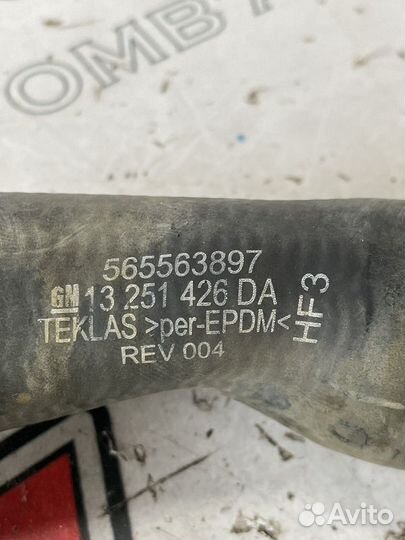 OMB A
565563897
GM 13 251 426 DA
TEKLAS >per-EPDM<
REV 004
HF3
Avito